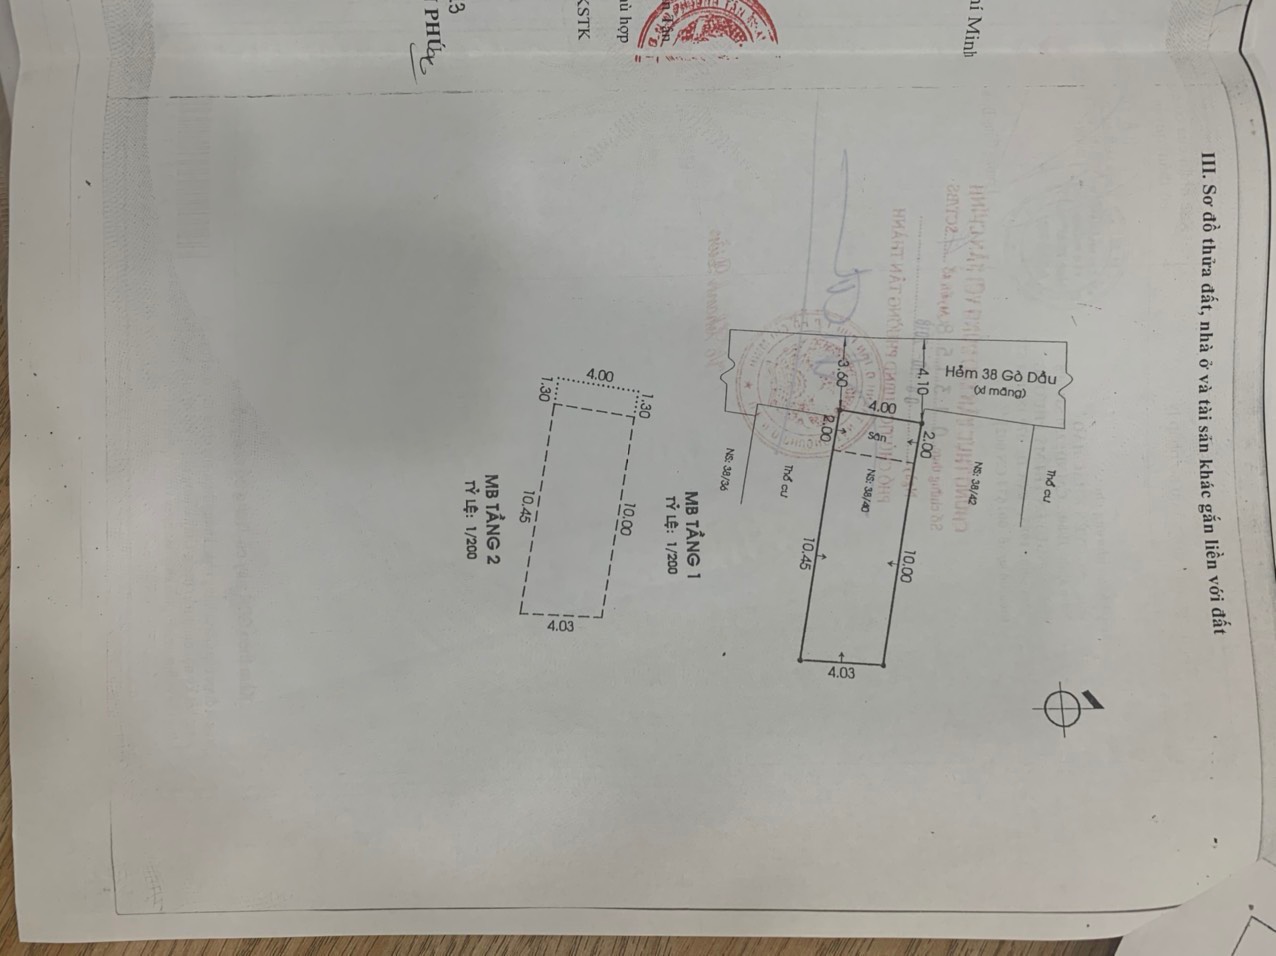 III. Sơ đồ thửa đất, nhà ở và tài sản khác gắn liền với đất
í Minh
ù hợp
KSTK
.3
PHÚC
Hẻm 38 Gò Dầu
(xi măng)
4.10
3.60
4.00
2.00
2.00
sân
NS: 38/40
NS: 38/42
NS: 38/36
Thổ cư
Thổ cư
10.00
10.45
4.03
MB TẦNG 1
TỶ LỆ: 1/200
4.00
1.30
1.30
10.00
10.45
4.03
MB TẦNG 2
TỶ LỆ: 1/200